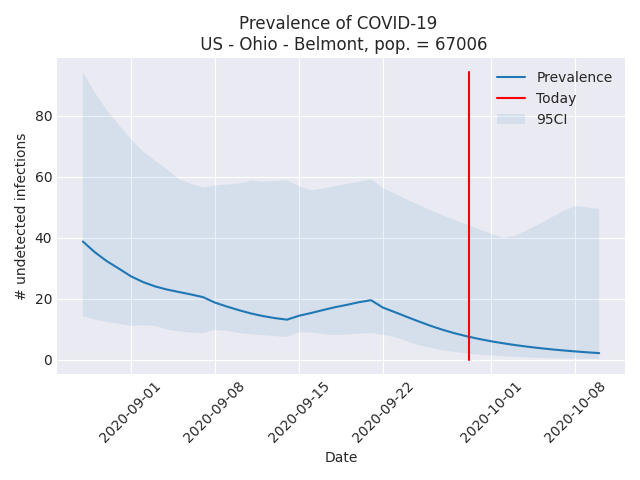 Prevalence of COVID-19
US - Ohio - Belmont, pop. = 67006
Prevalence
Today
95CI
# undetected infections
80
60
40
20
0
2020-09-01
2020-09-08
2020-09-15
2020-09-22
2020-10-01
2020-10-08
Date